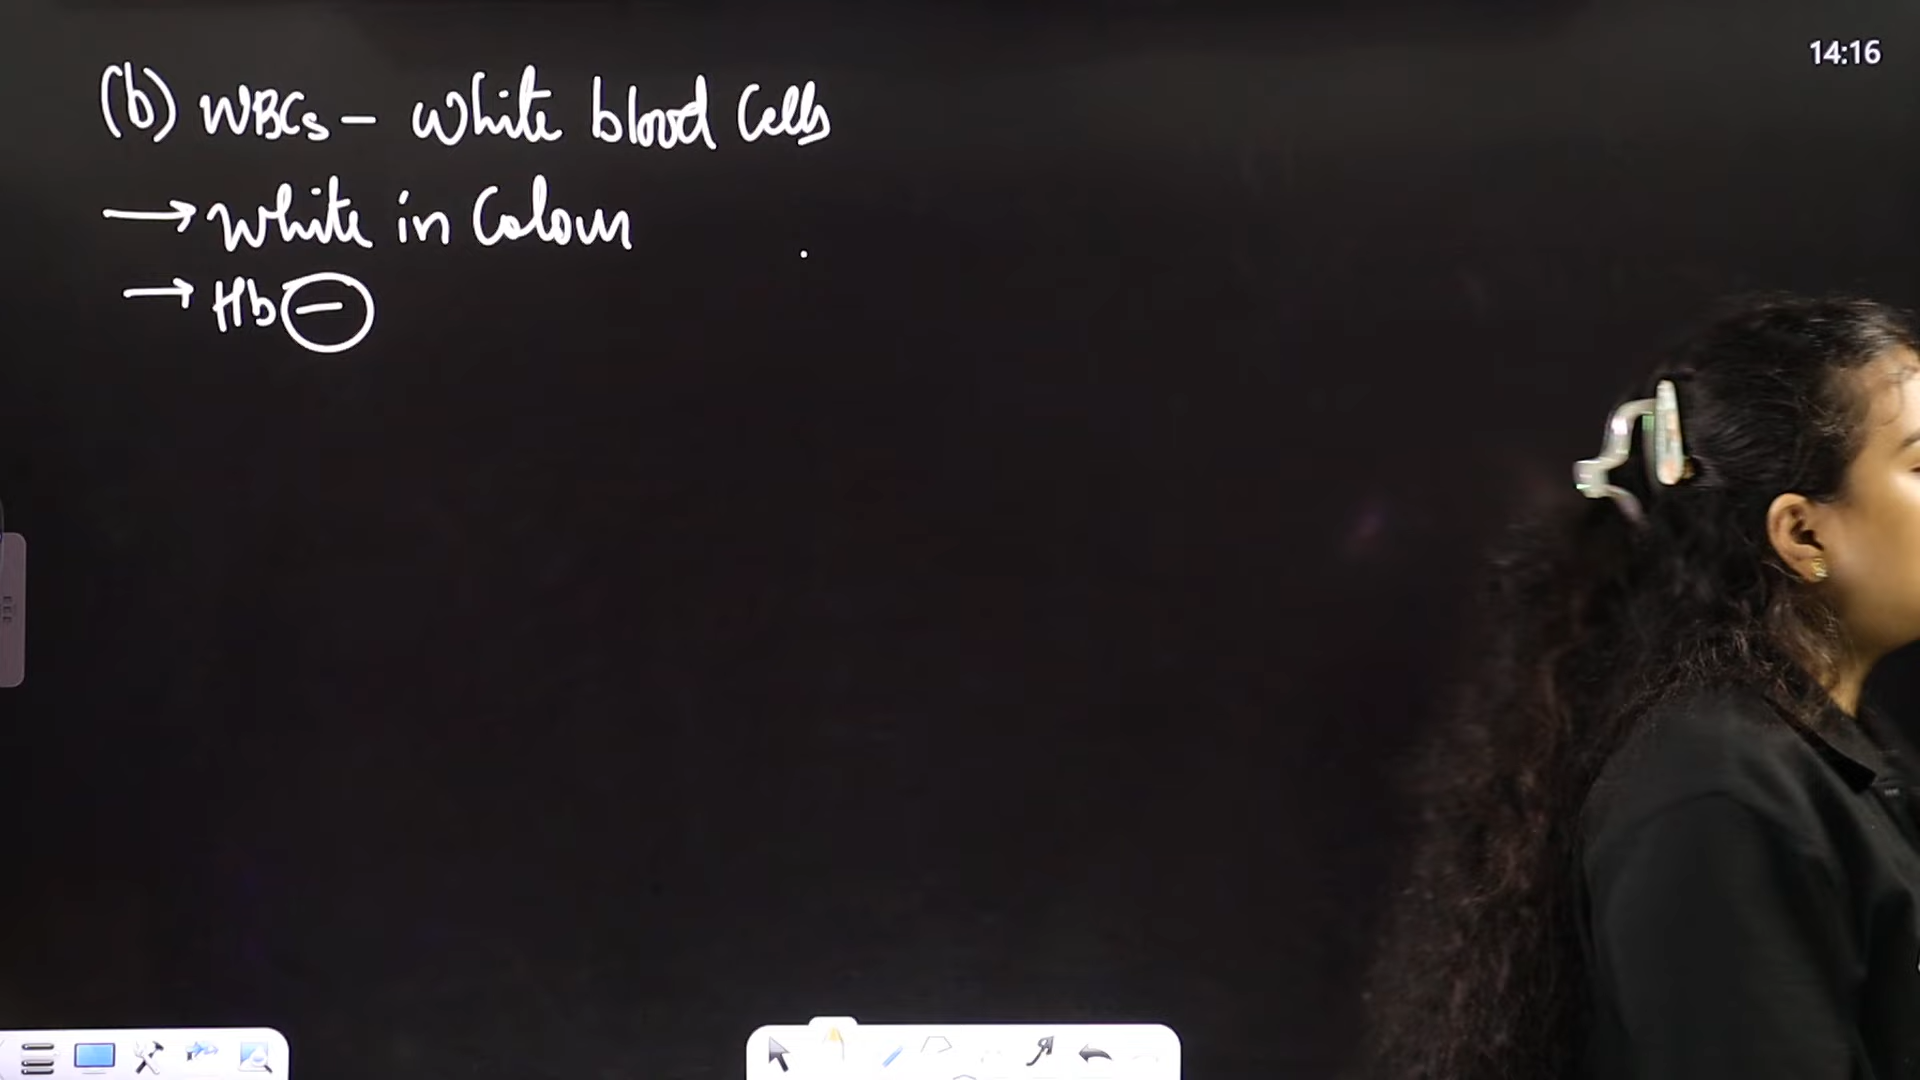 14:16
(b) WBCs - White blood Cells
→ White in Colour
→ Hb ⊖